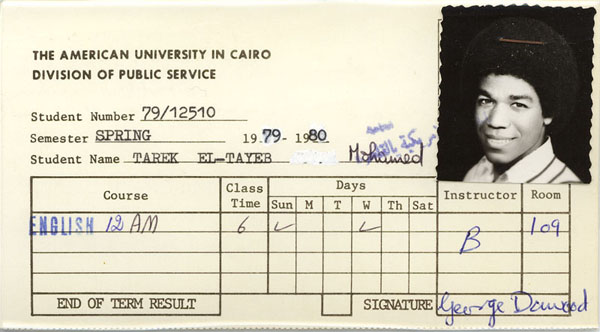 THE AMERICAN UNIVERSITY IN CAIRO
DIVISION OF PUBLIC SERVICE
Student Number 79/12510
Semester SPRING 1979-1980
Student Name TAREK EL-TAYEB Mohamed
Course Class Time Days Instructor Room
Sun M T W Th Sat
ENGLISH 12 AM 6 ✓ ✓ B 109
END OF TERM RESULT SIGNATURE George